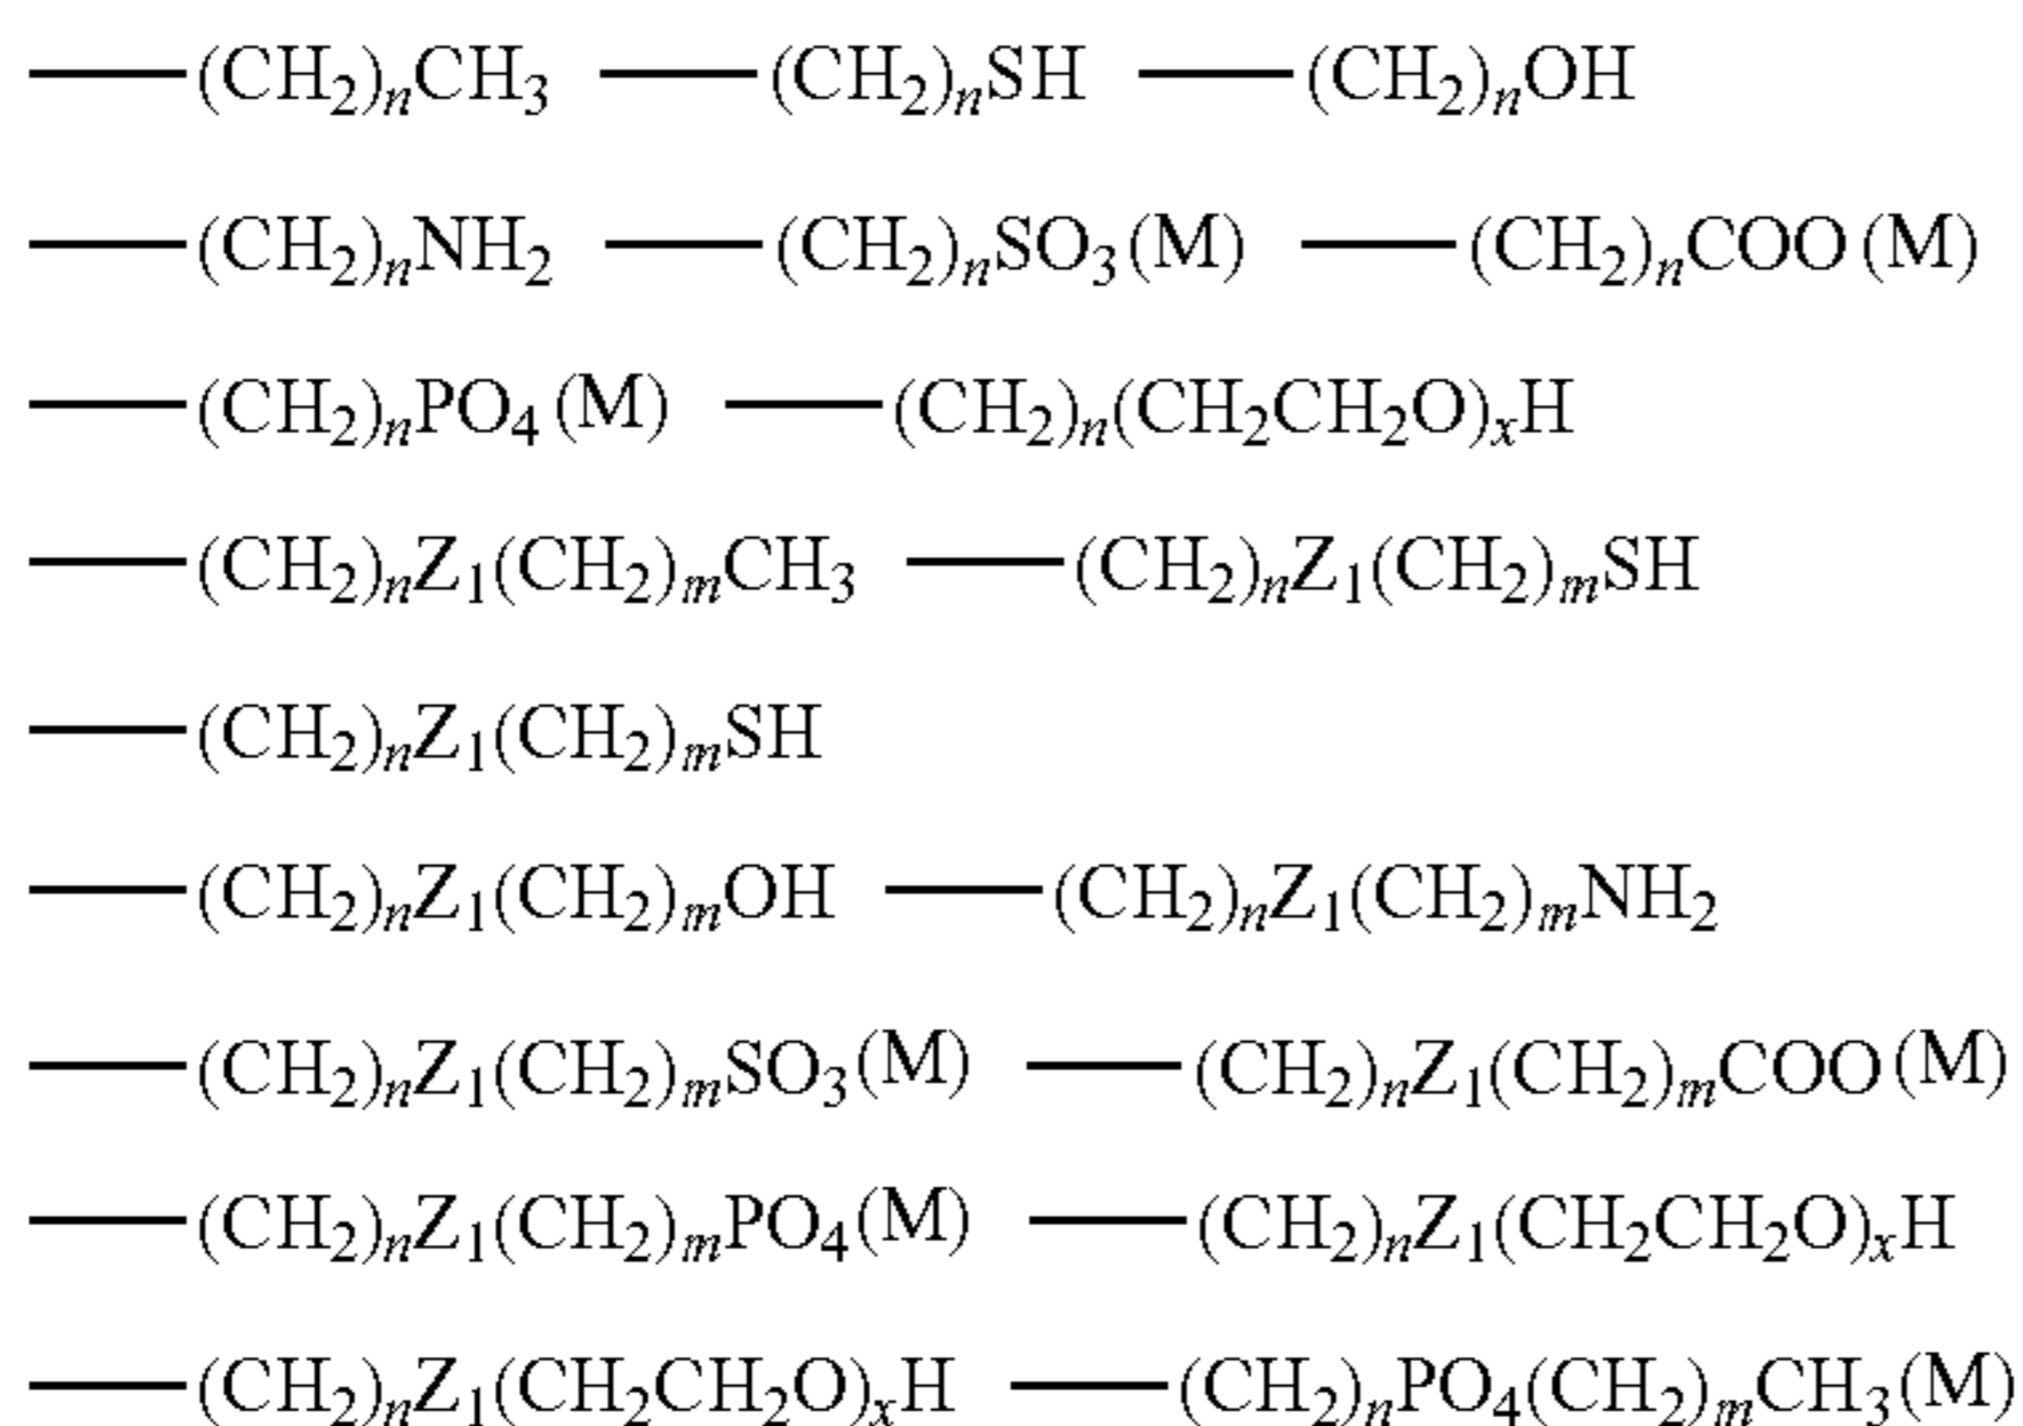 —(CH₂)ₙCH₃ —(CH₂)ₙSH —(CH₂)ₙOH
—(CH₂)ₙNH₂ —(CH₂)ₙSO₃(M) —(CH₂)ₙCOO(M)
—(CH₂)ₙPO₄(M) —(CH₂)ₙ(CH₂CH₂O)ₓH
—(CH₂)ₙZ₁(CH₂)ₘCH₃ —(CH₂)ₙZ₁(CH₂)ₘSH
—(CH₂)ₙZ₁(CH₂)ₘSH
—(CH₂)ₙZ₁(CH₂)ₘOH —(CH₂)ₙZ₁(CH₂)ₘNH₂
—(CH₂)ₙZ₁(CH₂)ₘSO₃(M) —(CH₂)ₙZ₁(CH₂)ₘCOO(M)
—(CH₂)ₙZ₁(CH₂)ₘPO₄(M) —(CH₂)ₙZ₁(CH₂CH₂O)ₓH
—(CH₂)ₙZ₁(CH₂CH₂O)ₓH —(CH₂)ₙPO₄(CH₂)ₘCH₃(M)